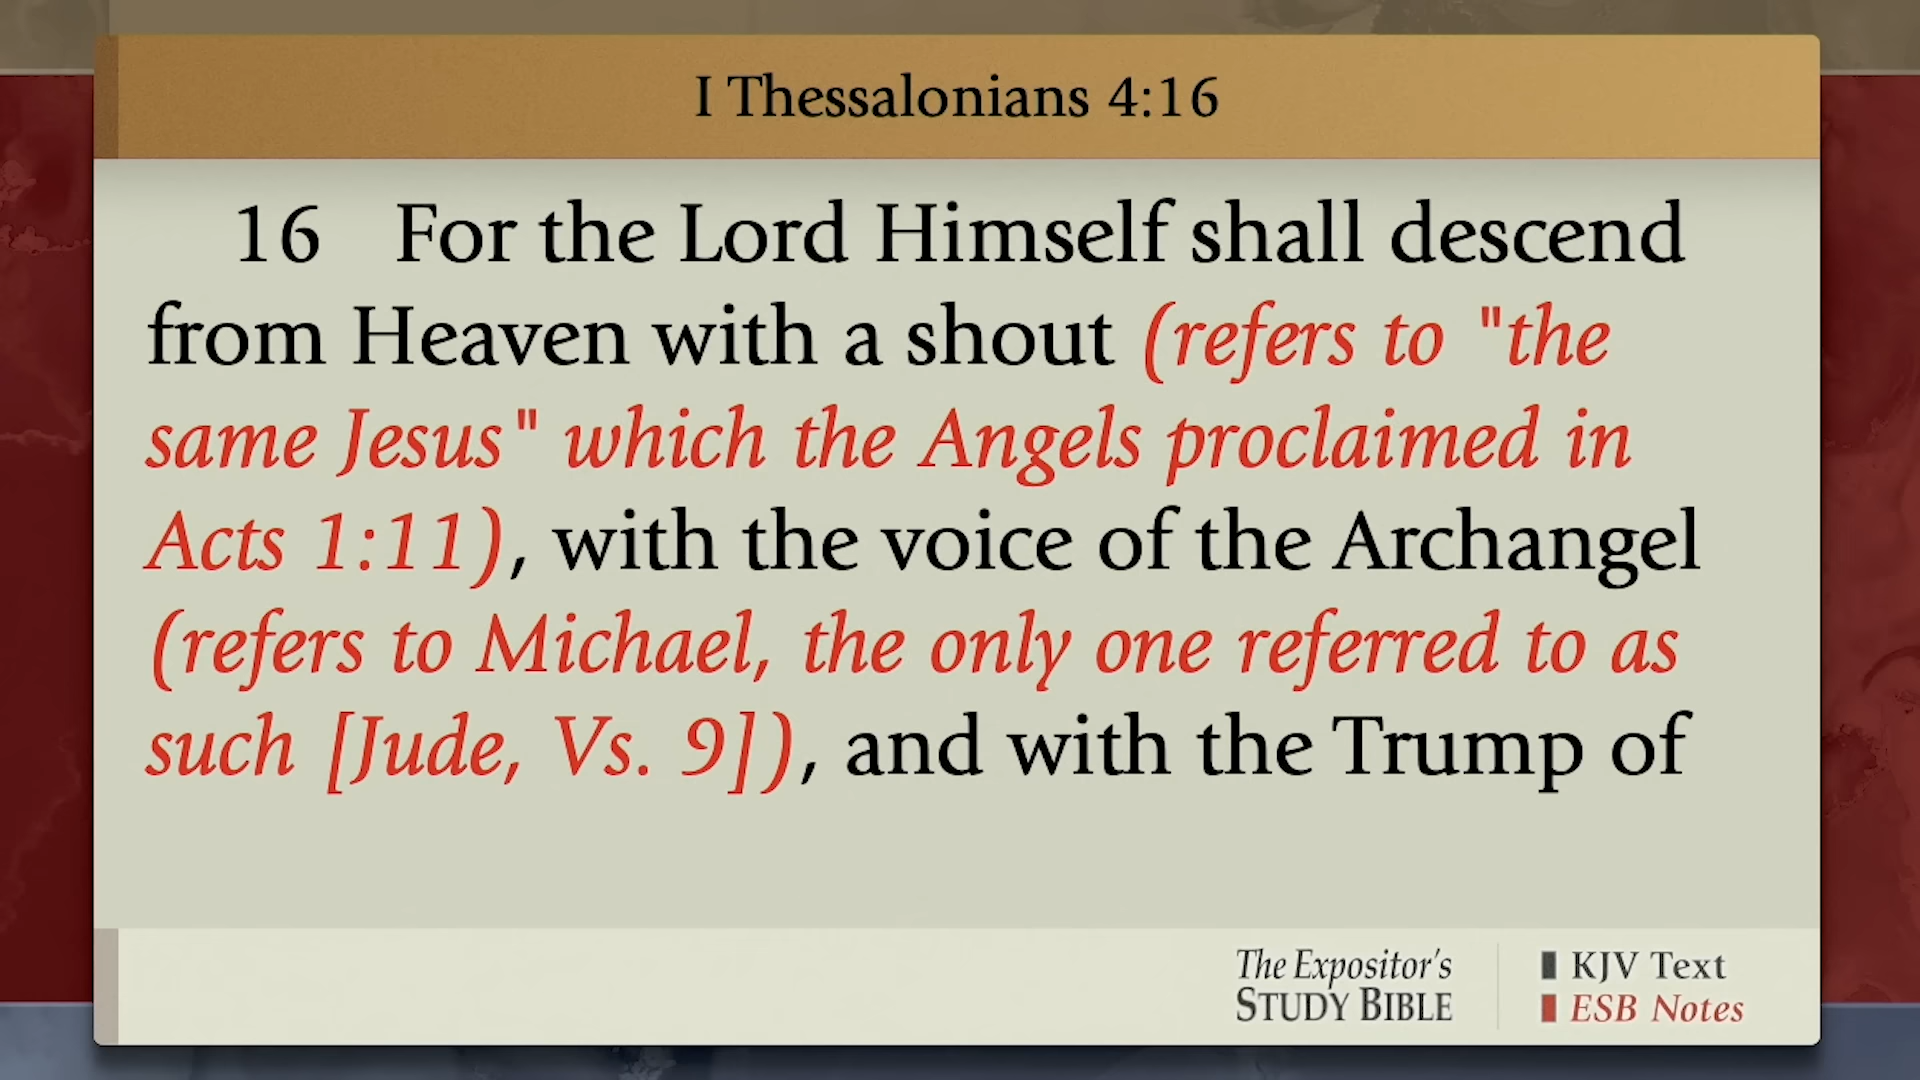 I Thessalonians 4:16
16 For the Lord Himself shall descend
from Heaven with a shout (refers to "the
same Jesus" which the Angels proclaimed in
Acts 1:11), with the voice of the Archangel
(refers to Michael, the only one referred to as
such [Jude, Vs. 9]), and with the Trump of
The Expositor's
STUDY BIBLE
KJV Text
ESB Notes